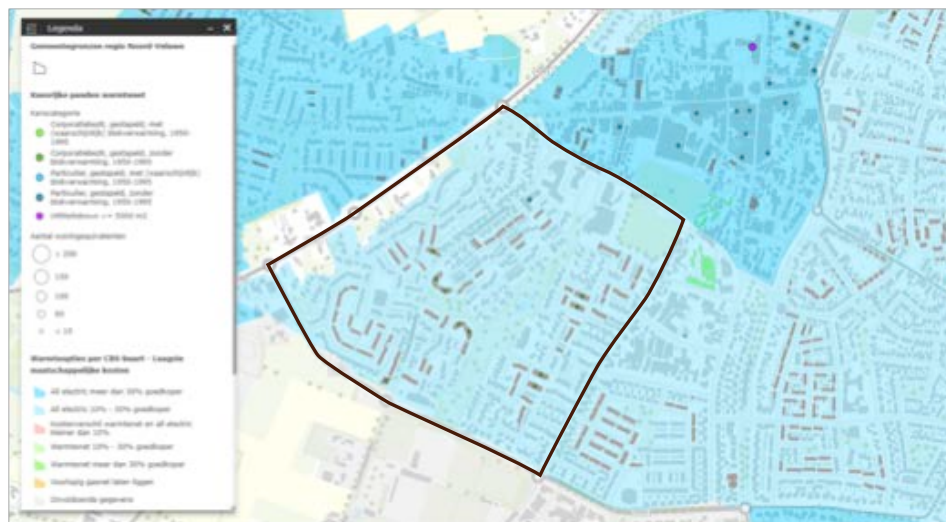 Legenda
Gemeentegrenzen regio Noord-Veluwe
Kansrijke panden warmtenet
Kanscategorie
Corporatiebezit, gestapeld, met
(waarschijnlijk) blokverwarming, 1950-
1995
Corporatiebezit, gestapeld, zonder
blokverwarming, 1950-1995
Particulier, gestapeld, met (waarschijnlijk)
blokverwarming, 1950-1995
Particulier, gestapeld, zonder
blokverwarming, 1950-1995
Utiliteitsbouw >= 5000 m2
Aantal woningequivalenten
> 200
150
100
50
< 10
Warmteopties per CBS buurt - Laagste
maatschappelijke kosten
All electric meer dan 30% goedkoper
All electric 10% - 30% goedkoper
Kostenverschil warmtenet en all electric
kleiner dan 10%
Warmtenet 10% - 30% goedkoper
Warmtenet meer dan 30% goedkoper
Voorlopig gasnet laten liggen
Onvoldoende gegevens